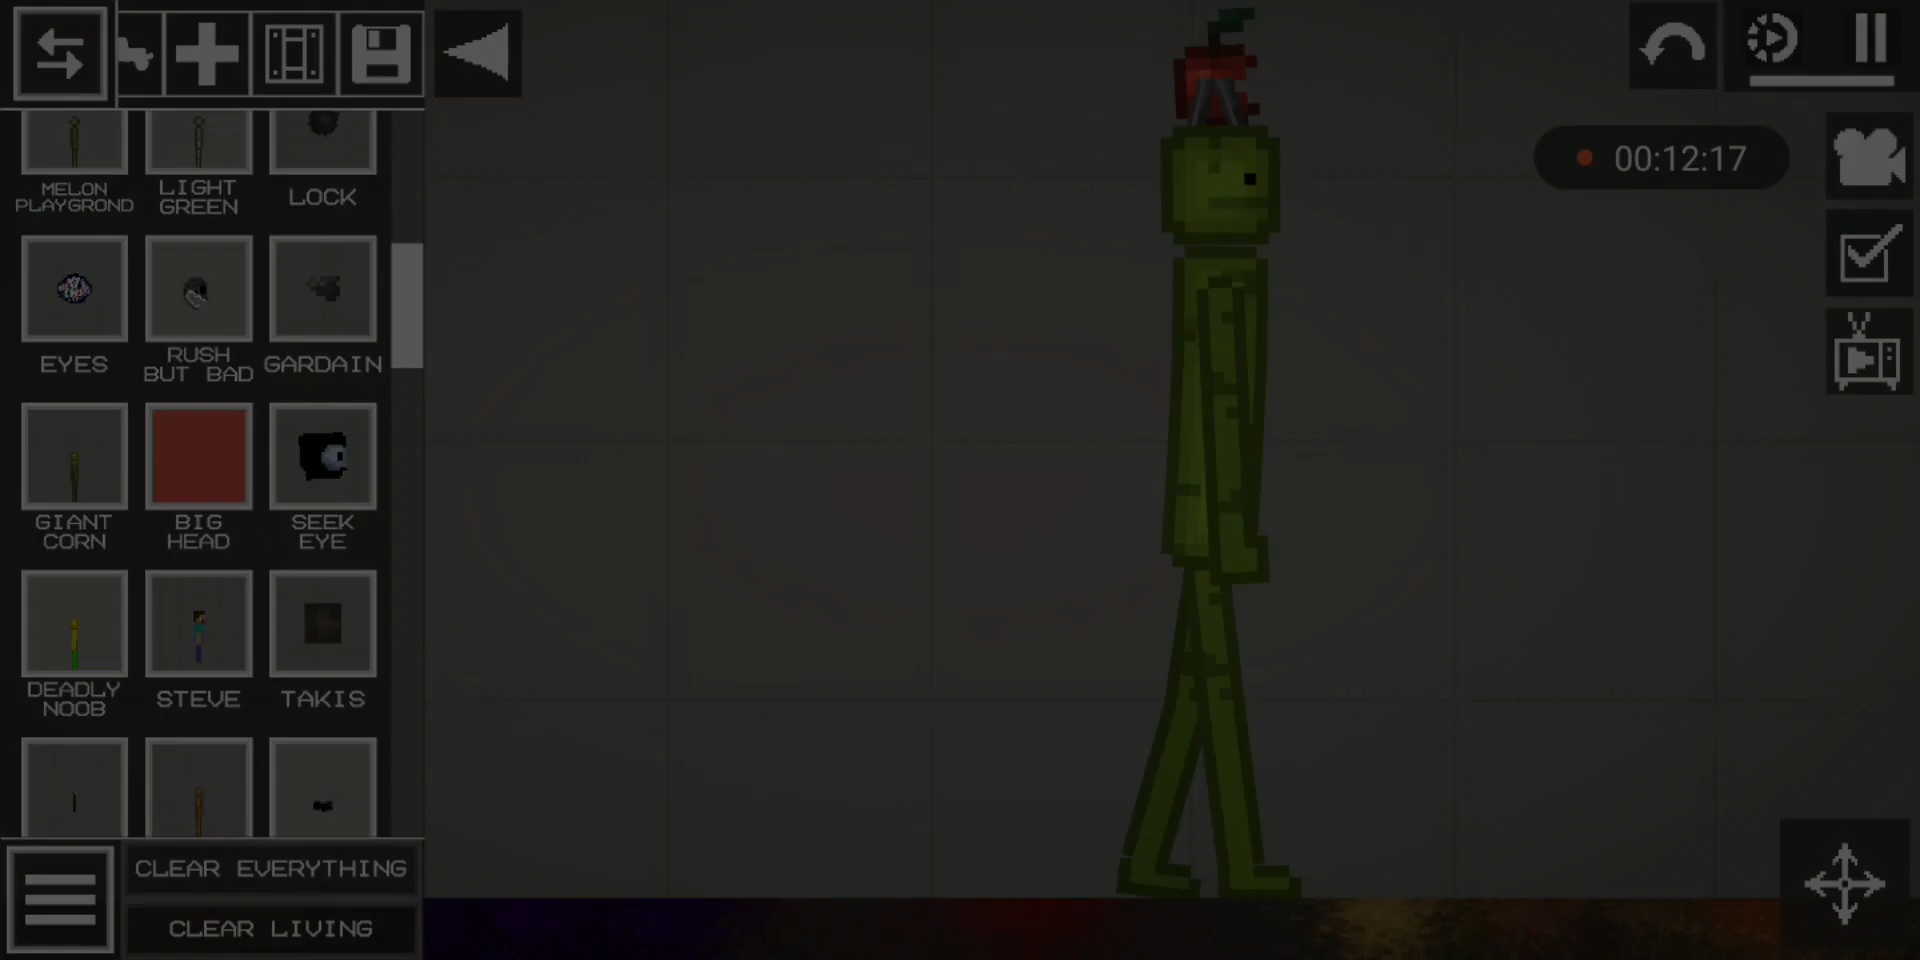 00:12:17
MELON
PLAYGROND
LIGHT
GREEN
LOCK
EYES
RUSH
BUT BAD
GARDAIN
GIANT
CORN
BIG
HEAD
SEEK
EYE
DEADLY
NOOB
STEVE
TAKIS
CLEAR EVERYTHING
CLEAR LIVING